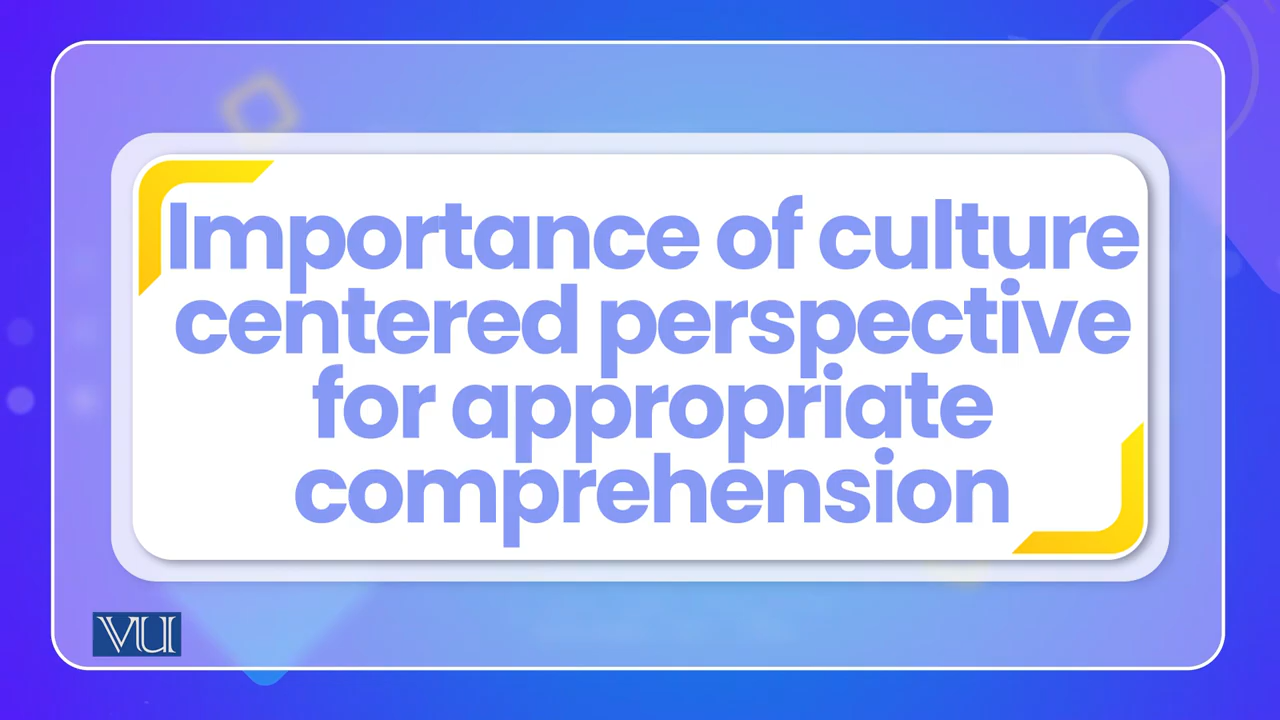 Importance of culture
centered perspective
for appropriate
comprehension
VU